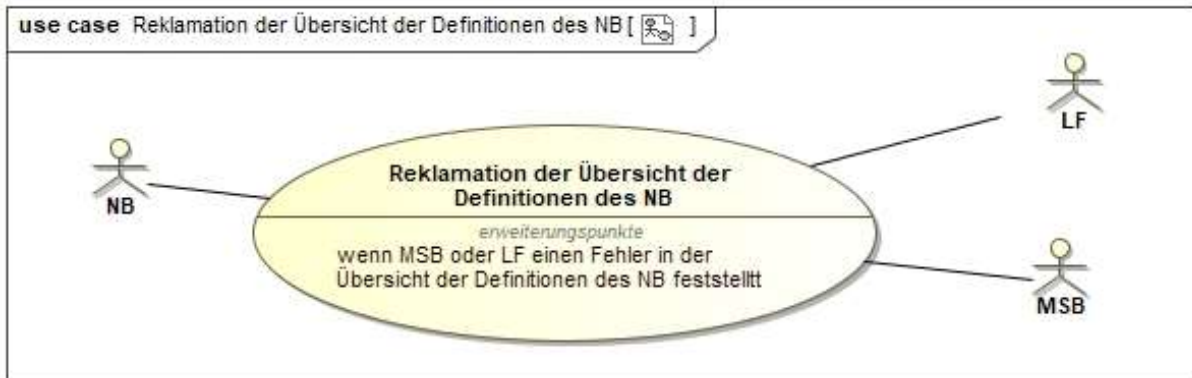 use case Reklamation der Übersicht der Definitionen des NB [ ]
LF
NB
Reklamation der Übersicht der
Definitionen des NB
erweiterungspunkte
wenn MSB oder LF einen Fehler in der
Übersicht der Definitionen des NB feststelltt
MSB